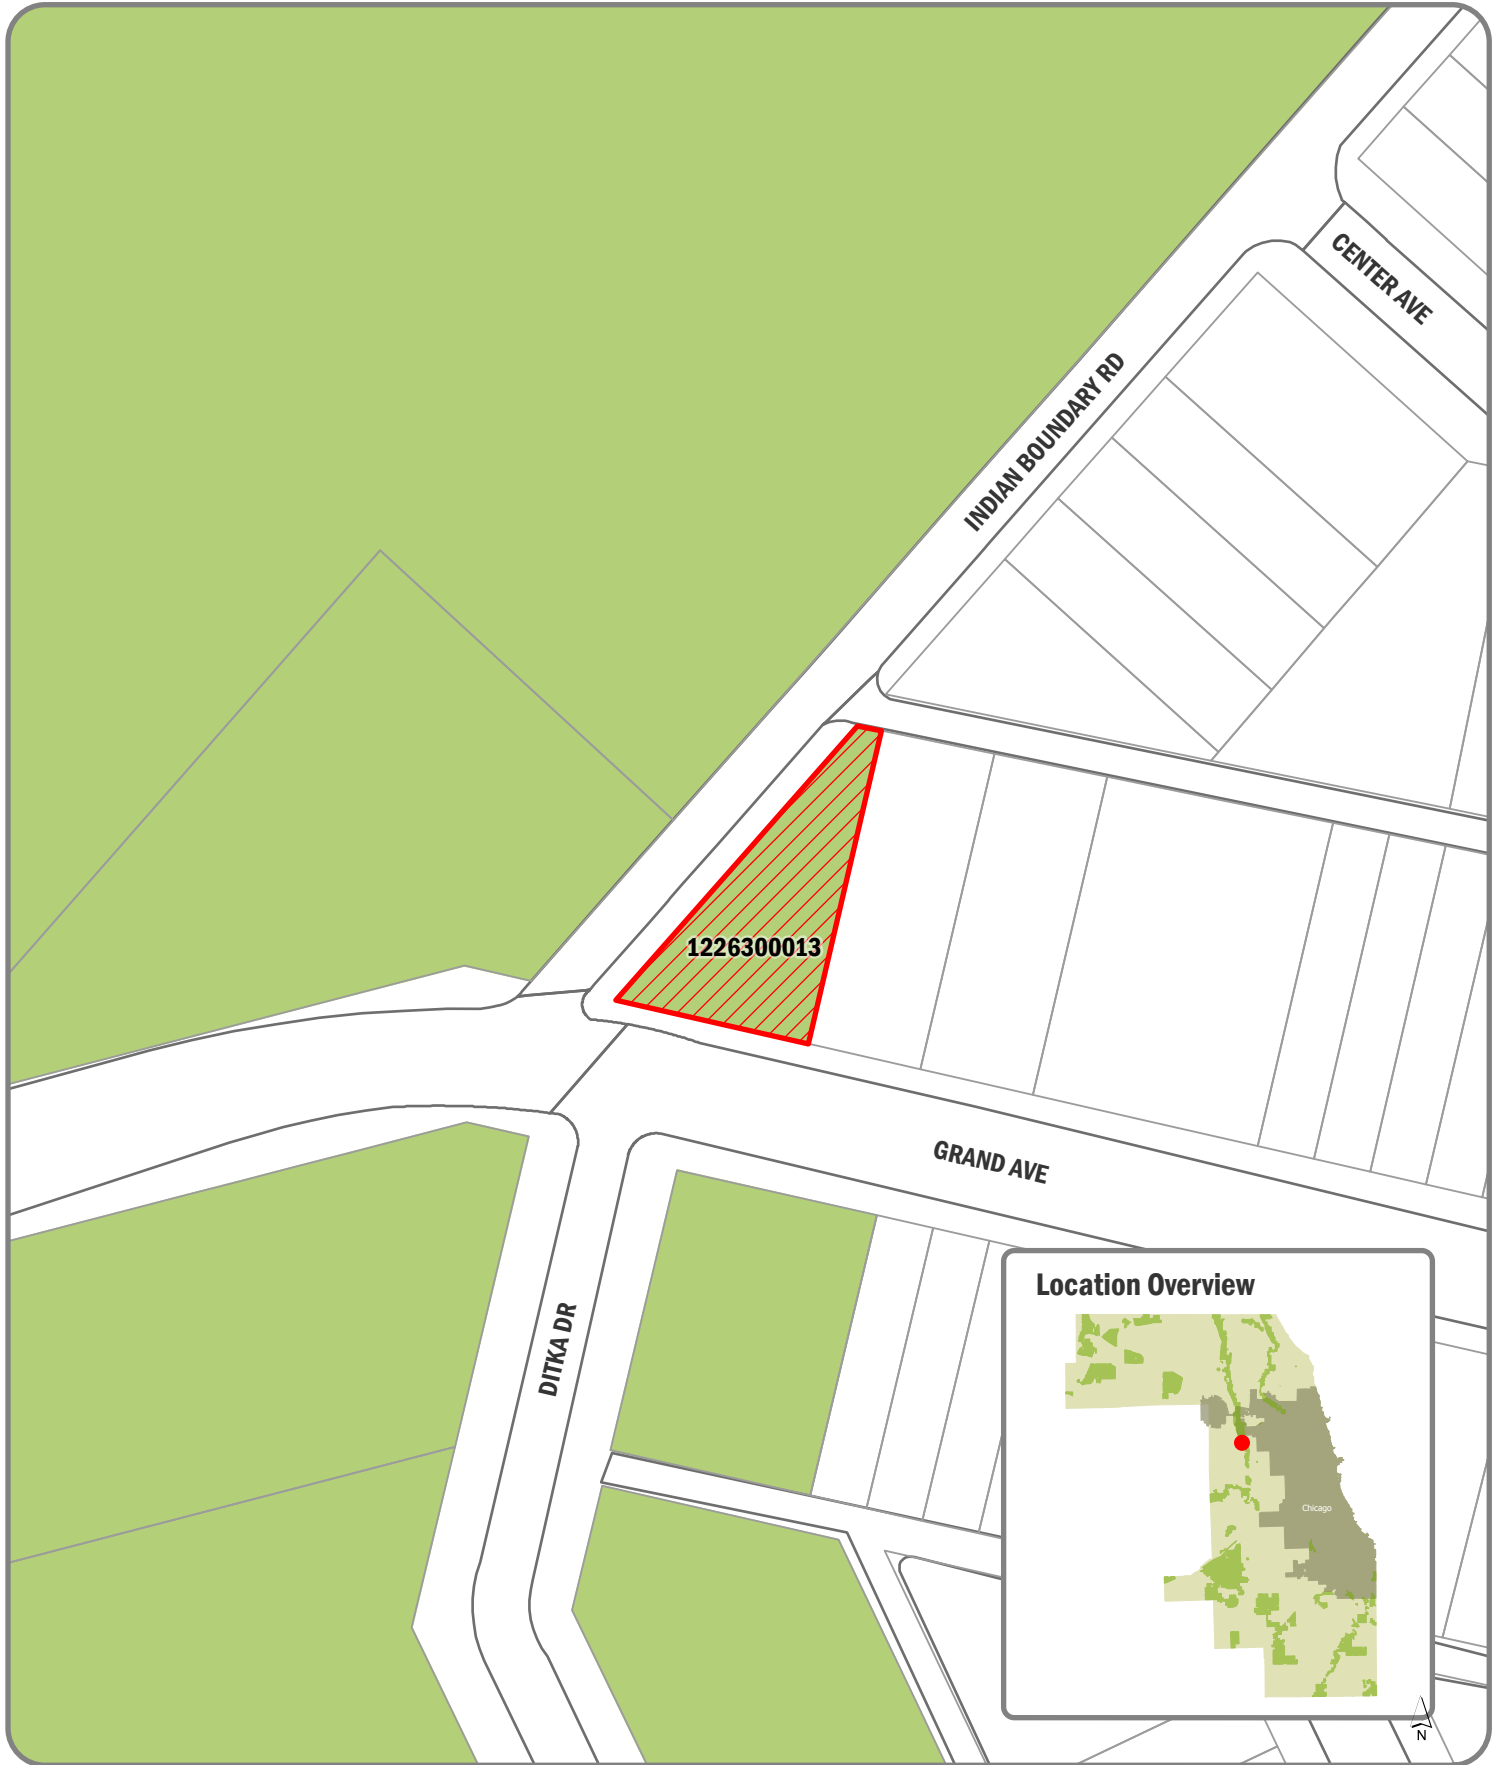 CENTER AVE
INDIAN BOUNDARY RD
1226300013
GRAND AVE
DITKA DR
Location Overview
Chicago
N